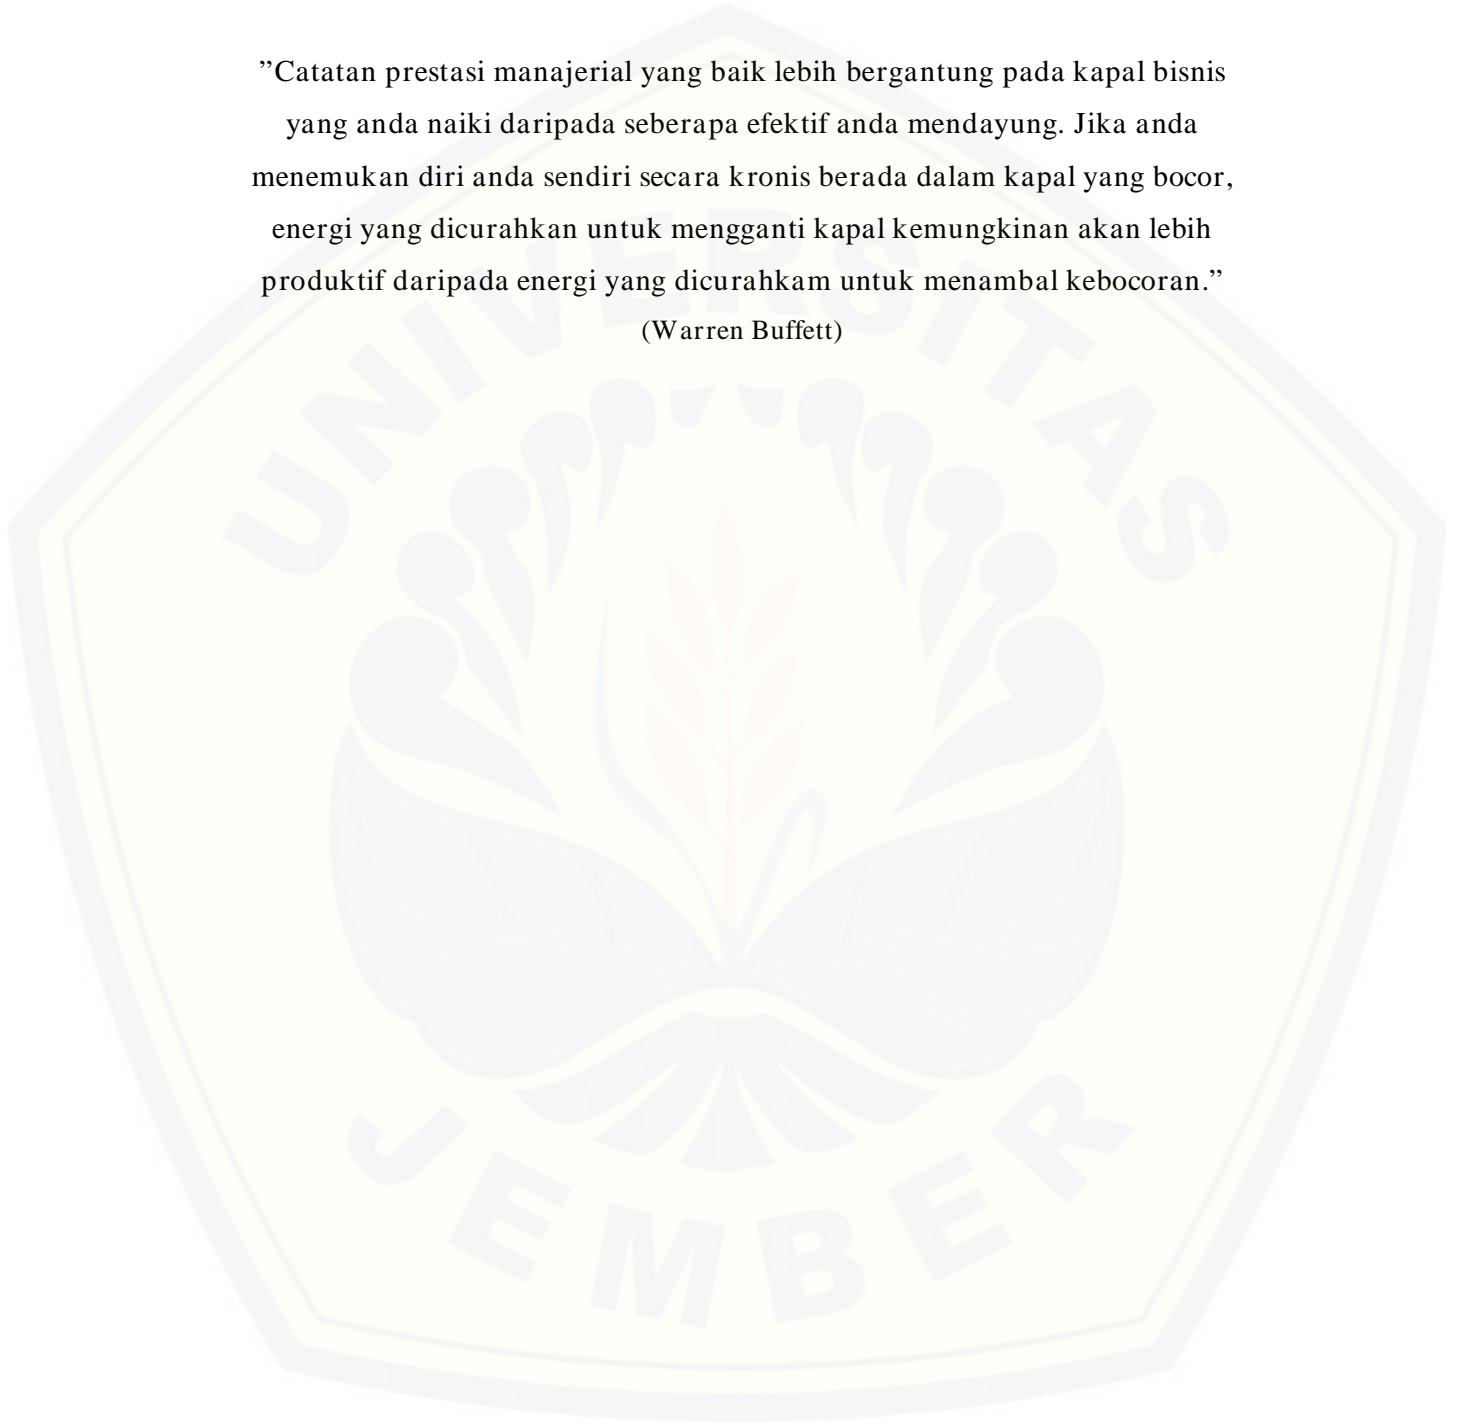 ”Catatan prestasi manajerial yang baik lebih bergantung pada kapal bisnis
yang anda naiki daripada seberapa efektif anda mendayung. Jika anda
menemukan diri anda sendiri secara kronis berada dalam kapal yang bocor,
energi yang dicurahkan untuk mengganti kapal kemungkinan akan lebih
produktif daripada energi yang dicurahkam untuk menambal kebocoran.”
(Warren Buffett)
UNIVERSITAS
JEMBER